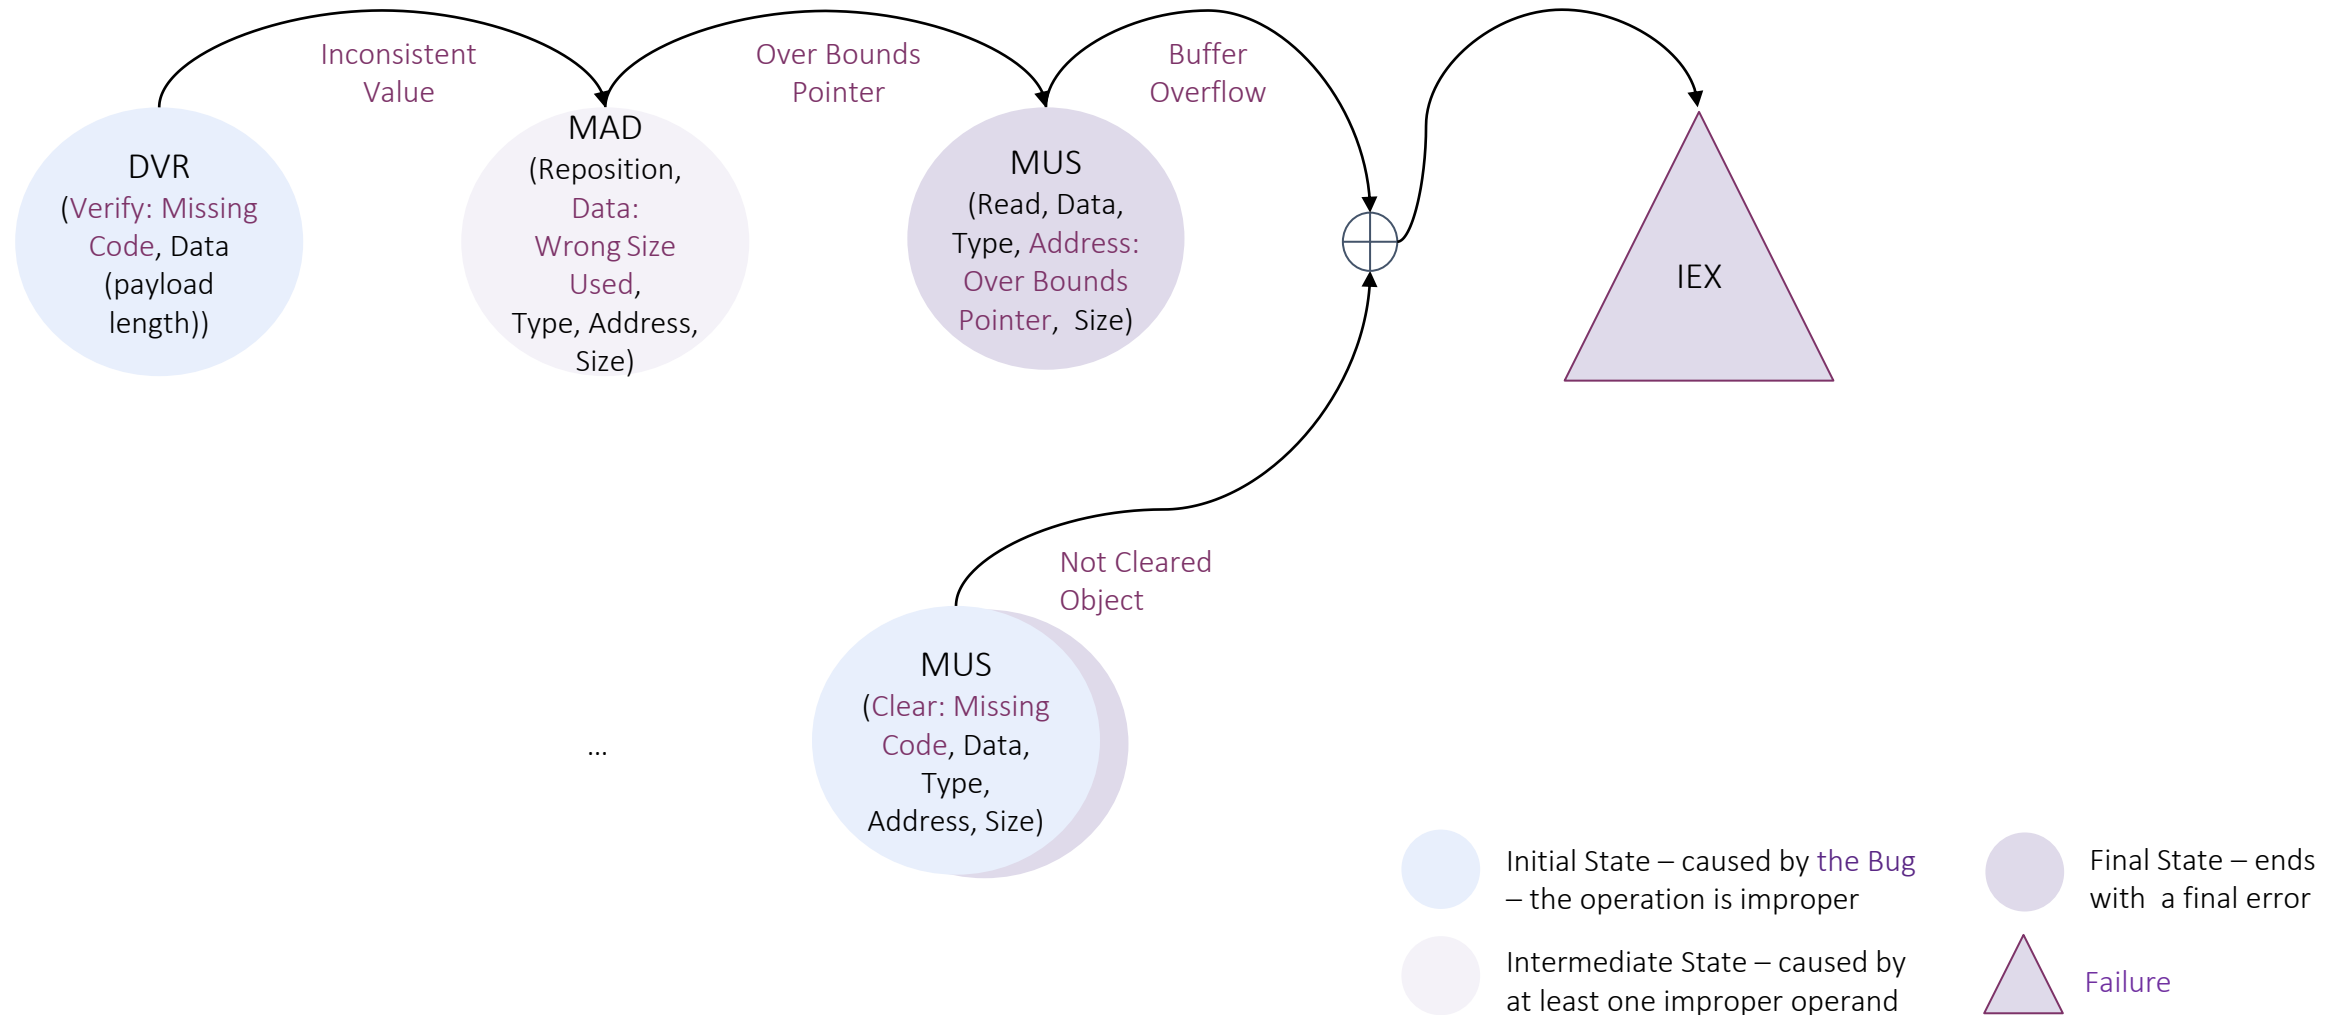 Inconsistent
Value
Over Bounds
Pointer
Buffer
Overflow
DVR
(Verify: Missing
Code, Data
(payload
length))
MAD
(Reposition,
Data:
Wrong Size
Used,
Type, Address,
Size)
MUS
(Read, Data,
Type, Address:
Over Bounds
Pointer, Size)
IEX
Not Cleared
Object
MUS
(Clear: Missing
Code, Data,
Type,
Address, Size)
...
Initial State – caused by the Bug
– the operation is improper
Intermediate State – caused by
at least one improper operand
Final State – ends
with a final error
Failure